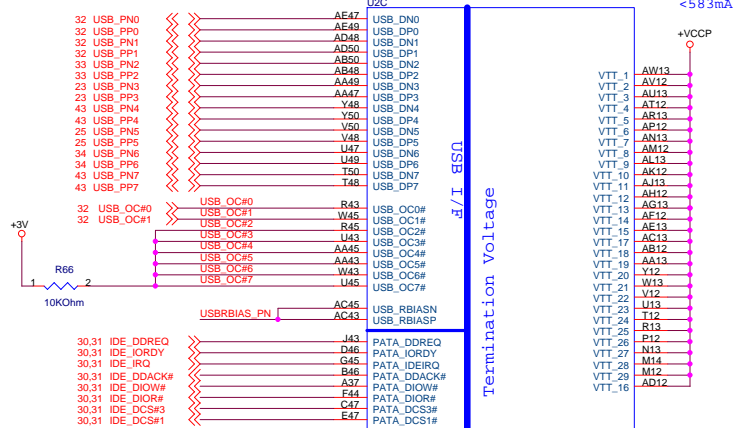 U2C
<583mA
32 USB_PN0 AE47 USB_DN0
32 USB_PP0 AE49 USB_DP0
32 USB_PN1 AD48 USB_DN1
32 USB_PP1 AD50 USB_DP1
33 USB_PN2 AB50 USB_DN2
33 USB_PP2 AB48 USB_DP2
23 USB_PN3 AA49 USB_DN3
23 USB_PP3 AA47 USB_DP3
43 USB_PN4 Y48 USB_DN4
43 USB_PP4 Y50 USB_DP4
25 USB_PN5 V50 USB_DN5
25 USB_PP5 V48 USB_DP5
34 USB_PN6 U47 USB_DN6
34 USB_PP6 U49 USB_DP6
43 USB_PN7 T50 USB_DN7
43 USB_PP7 T48 USB_DP7
32 USB_OC#0 USB_OC#0 R43 USB_OC0#
32 USB_OC#1 USB_OC#1 W45 USB_OC1#
USB_OC#2 R45 USB_OC2#
USB_OC#3 U43 USB_OC3#
USB_OC#4 AA45 USB_OC4#
USB_OC#5 AA43 USB_OC5#
USB_OC#6 W43 USB_OC6#
USB_OC#7 U45 USB_OC7#
+3V
R66
1 2
10KOhm
AC45 USB_RBIASN
USBRBIAS_PN AC43 USB_RBIASP
30,31 IDE_DDREQ J43 PATA_DDREQ
30,31 IDE_IORDY D46 PATA_IORDY
30,31 IDE_IRQ G45 PATA_IDEIRQ
30,31 IDE_DDACK# B46 PATA_DDACK#
30,31 IDE_DIOW# A37 PATA_DIOW#
30,31 IDE_DIOR# F44 PATA_DIOR#
30,31 IDE_DCS#3 C47 PATA_DCS3#
30,31 IDE_DCS#1 E47 PATA_DCS1#
USB I/F
Termination Voltage
+VCCP
VTT_1 AW13
VTT_2 AV12
VTT_3 AU13
VTT_4 AT12
VTT_5 AR13
VTT_6 AP12
VTT_7 AN13
VTT_8 AM12
VTT_9 AL13
VTT_10 AK12
VTT_11 AJ13
VTT_12 AH12
VTT_13 AG13
VTT_14 AF12
VTT_15 AE13
VTT_17 AC13
VTT_18 AB12
VTT_19 AA13
VTT_20 Y12
VTT_21 W13
VTT_22 V12
VTT_23 U13
VTT_24 T12
VTT_25 R13
VTT_26 P12
VTT_27 N13
VTT_28 M14
VTT_29 M12
VTT_16 AD12